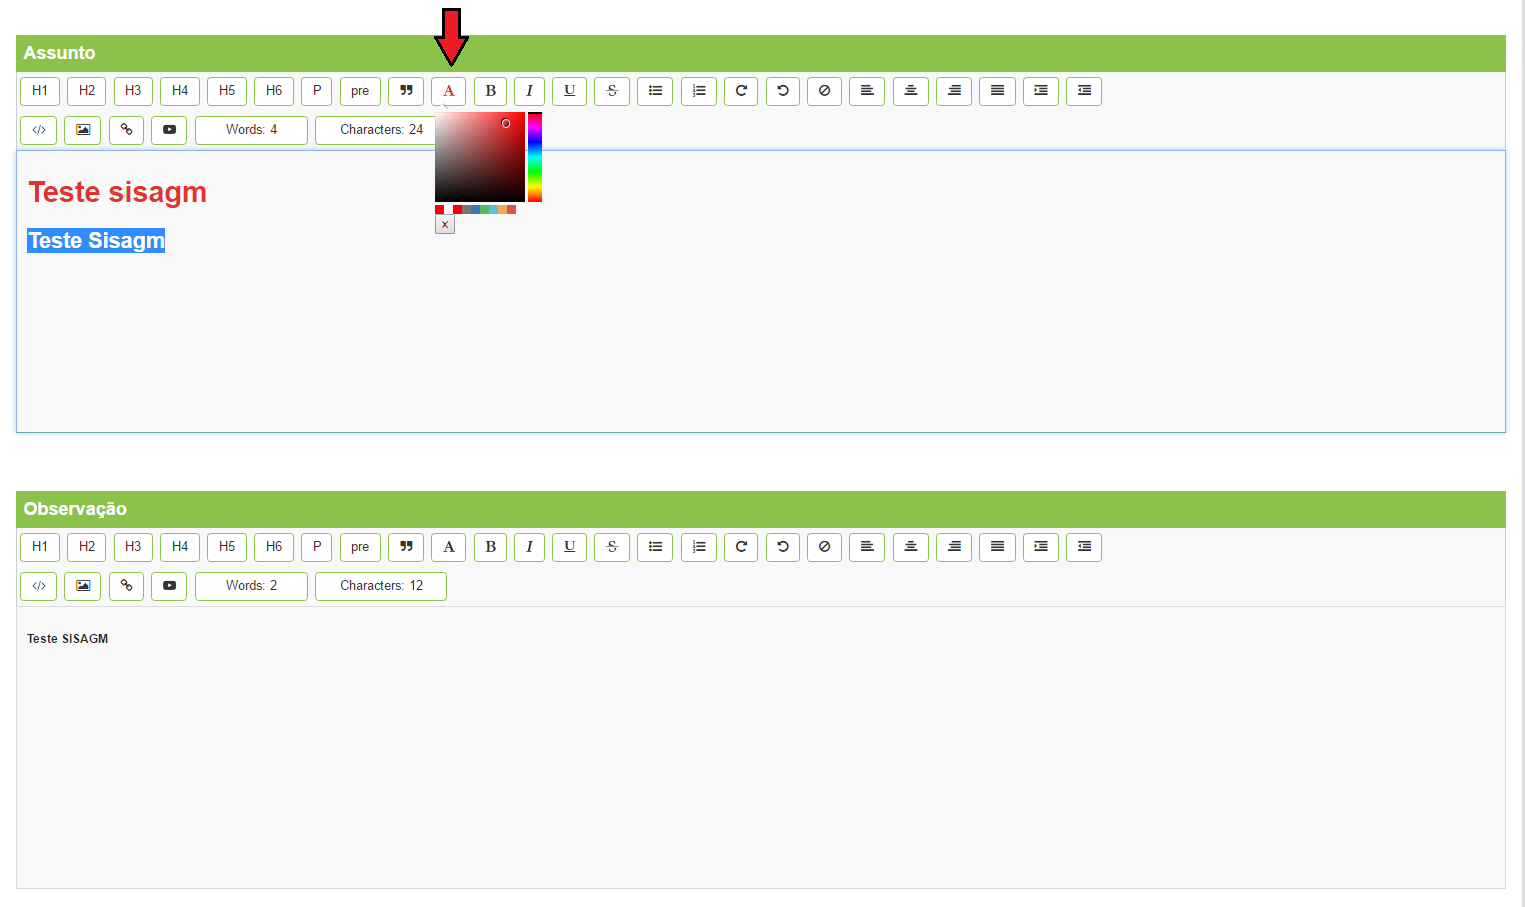 Assunto
H1 H2 H3 H4 H5 H6 P pre ❞ A B I U S
</> Words: 4 Characters: 24
x
Teste sisagm
Teste Sisagm
Observação
H1 H2 H3 H4 H5 H6 P pre ❞ A B I U S
</> Words: 2 Characters: 12
Teste SISAGM